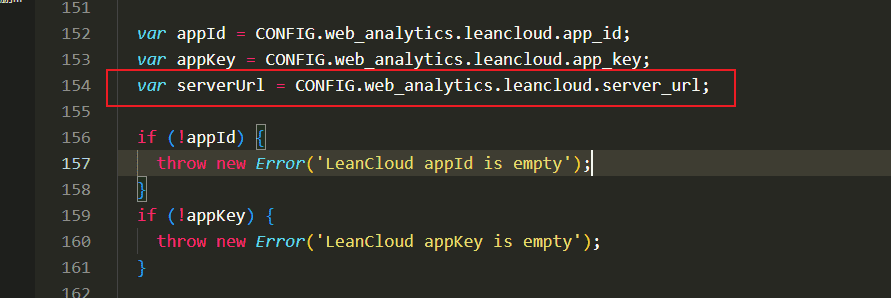 151
152 var appId = CONFIG.web_analytics.leancloud.app_id;
153 var appKey = CONFIG.web_analytics.leancloud.app_key;
154 var serverUrl = CONFIG.web_analytics.leancloud.server_url;
155
156 if (!appId) {
157 throw new Error('LeanCloud appId is empty');
158 }
159 if (!appKey) {
160 throw new Error('LeanCloud appKey is empty');
161 }
162